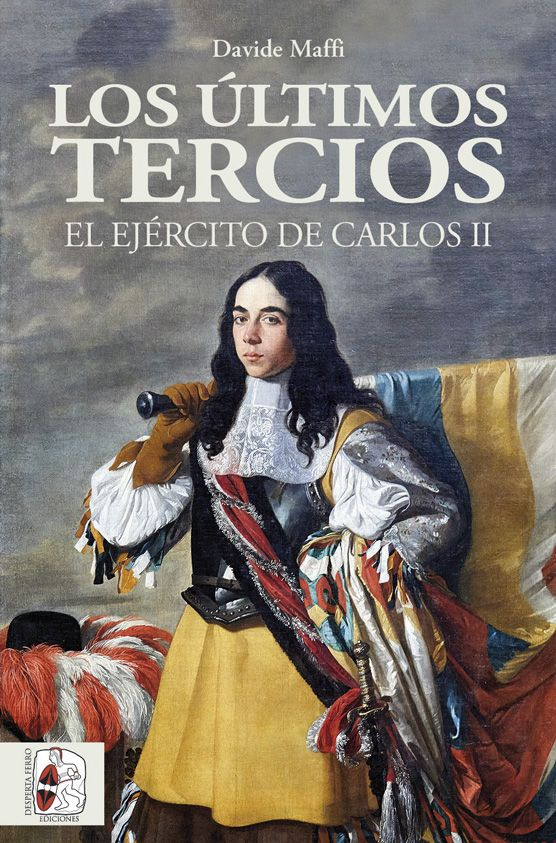 Davide Maffi
LOS ÚLTIMOS
TERCIOS
EL EJÉRCITO DE CARLOS II
DESPERTA FERRO
EDICIONES